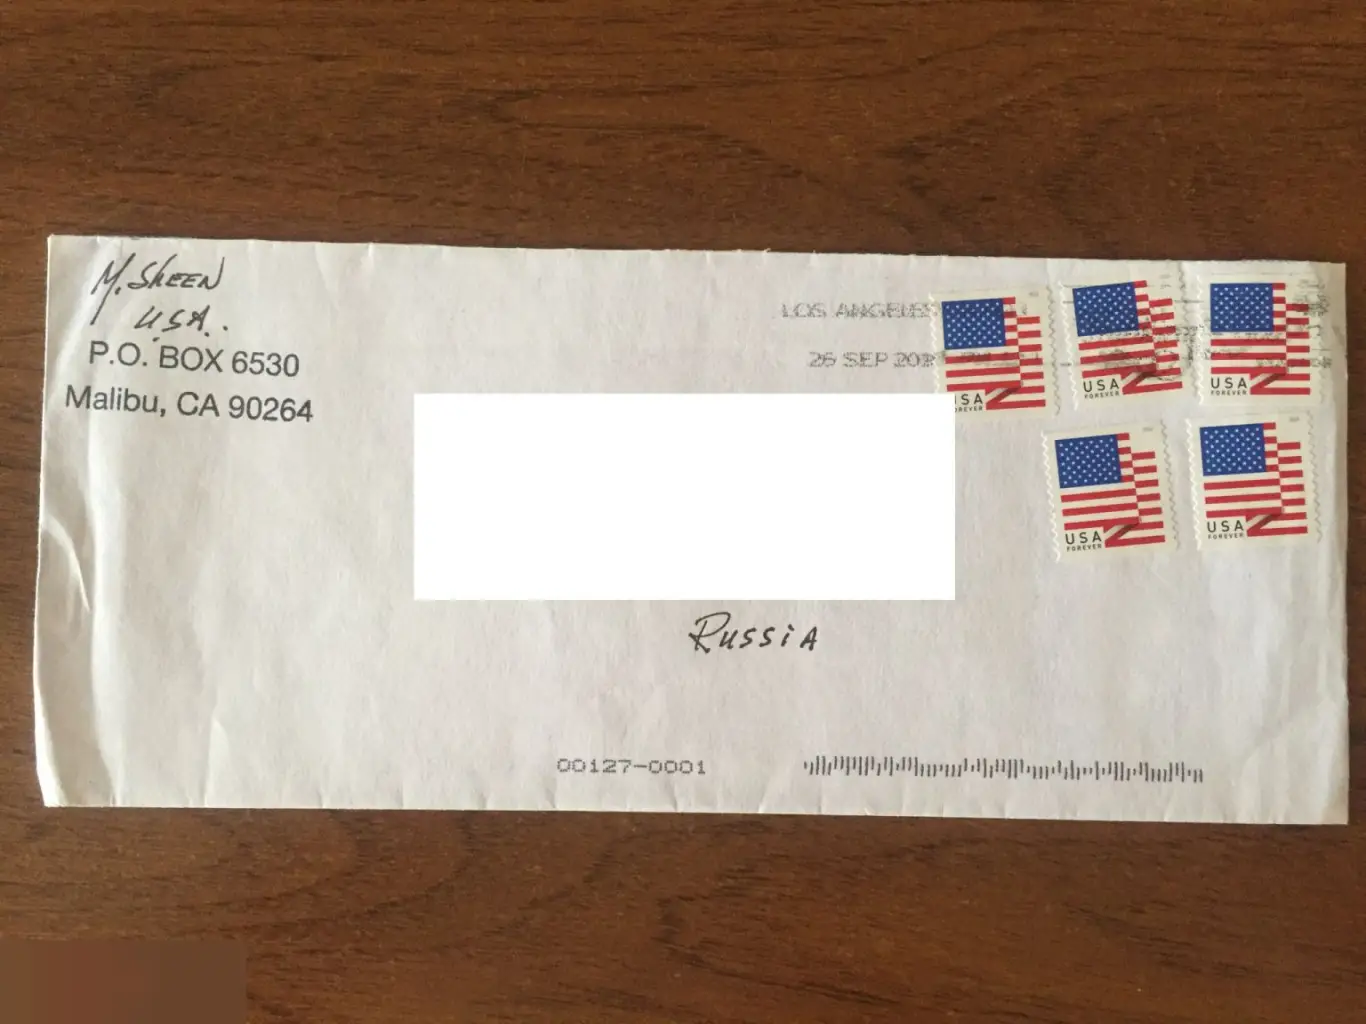 M. SHEEN
USA.
P.O. BOX 6530
Malibu, CA 90264
LOS ANGELES
26 SEP
USA
FOREVER
USA
FOREVER
USA
FOREVER
USA
FOREVER
USA
FOREVER
RUSSIA
00127-0001